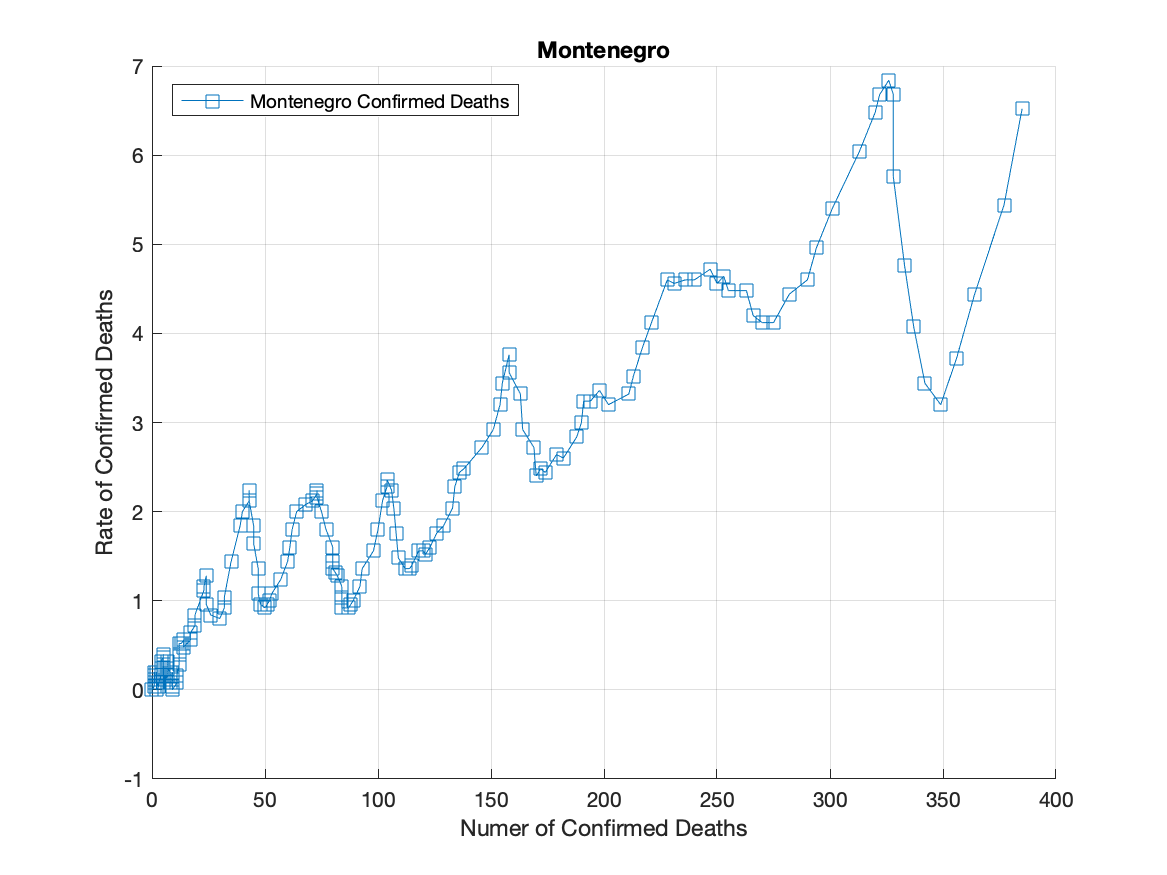 Montenegro
Montenegro Confirmed Deaths
7
6
5
4
3
2
1
0
-1
Rate of Confirmed Deaths
0 50 100 150 200 250 300 350 400
Numer of Confirmed Deaths